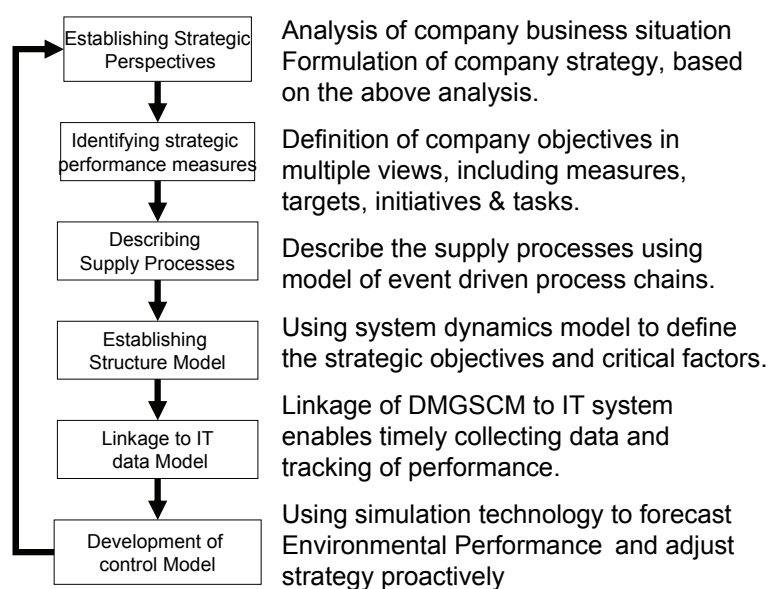 Establishing Strategic
Perspectives
Analysis of company business situation
Formulation of company strategy, based
on the above analysis.
Identifying strategic
performance measures
Definition of company objectives in
multiple views, including measures,
targets, initiatives & tasks.
Describing
Supply Processes
Describe the supply processes using
model of event driven process chains.
Establishing
Structure Model
Using system dynamics model to define
the strategic objectives and critical factors.
Linkage to IT
data Model
Linkage of DMGSCM to IT system
enables timely collecting data and
tracking of performance.
Development of
control Model
Using simulation technology to forecast
Environmental Performance and adjust
strategy proactively